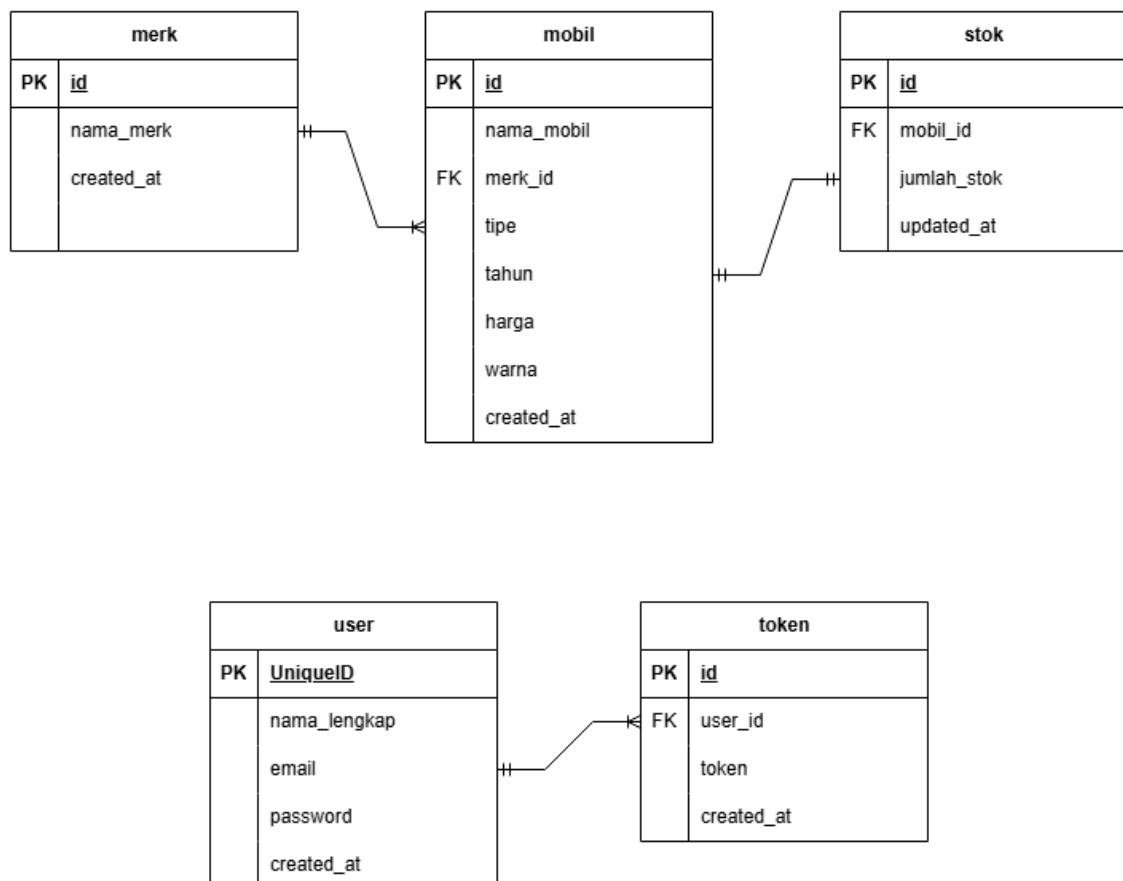 merk
PK id
nama_merk
created_at
mobil
PK id
nama_mobil
FK merk_id
tipe
tahun
harga
warna
created_at
stok
PK id
FK mobil_id
jumlah_stok
updated_at
user
PK UniqueID
nama_lengkap
email
password
created_at
token
PK id
FK user_id
token
created_at